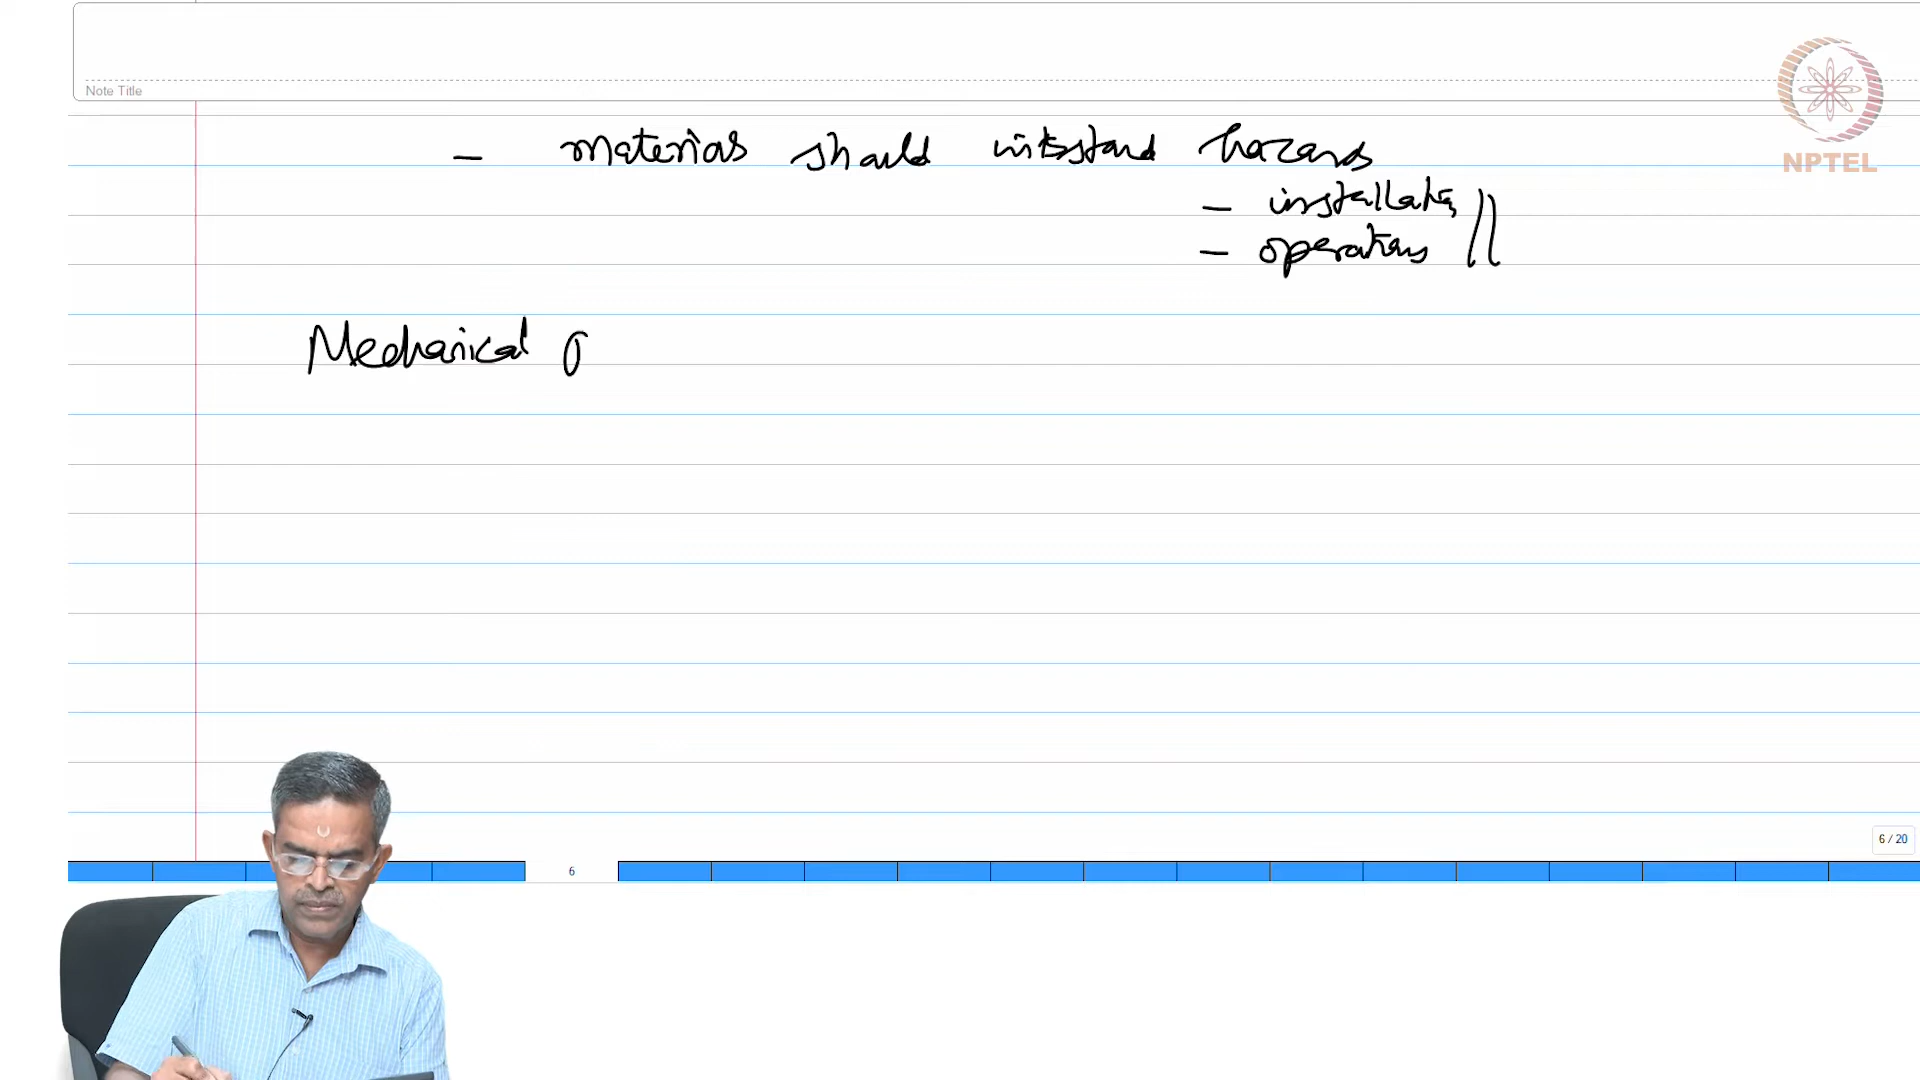 Note Title
NPTEL
- materials should withstand hazards
- installation
- operations
Mechanical
6 / 20
6